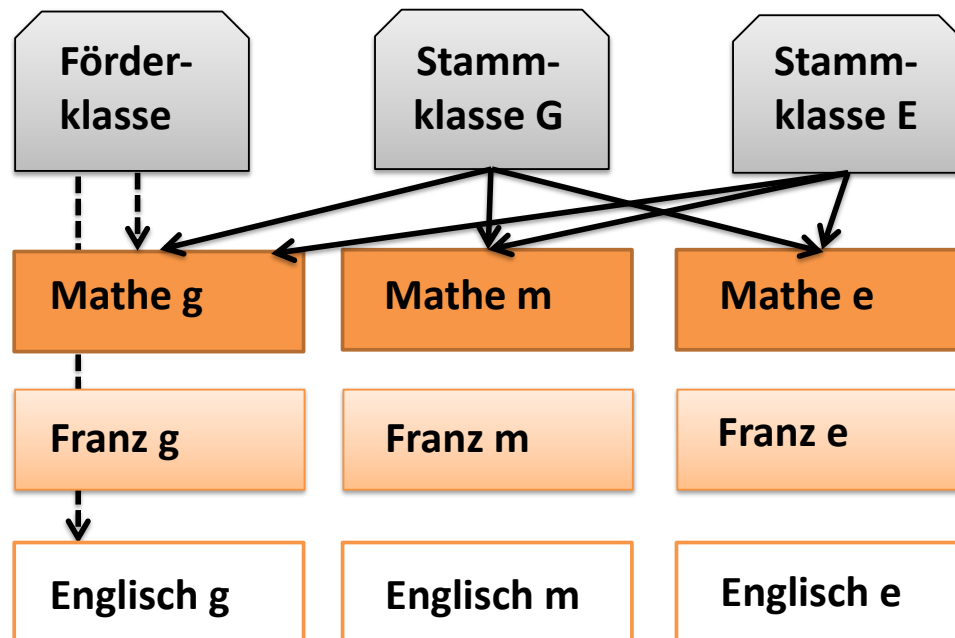 Förder-
klasse
Stamm-
klasse G
Stamm-
klasse E
Mathe g
Mathe m
Mathe e
Franz g
Franz m
Franz e
Englisch g
Englisch m
Englisch e